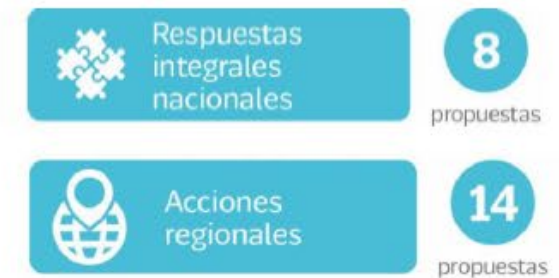 Respuestas
integrales
nacionales
8
propuestas
Acciones
regionales
14
propuestas